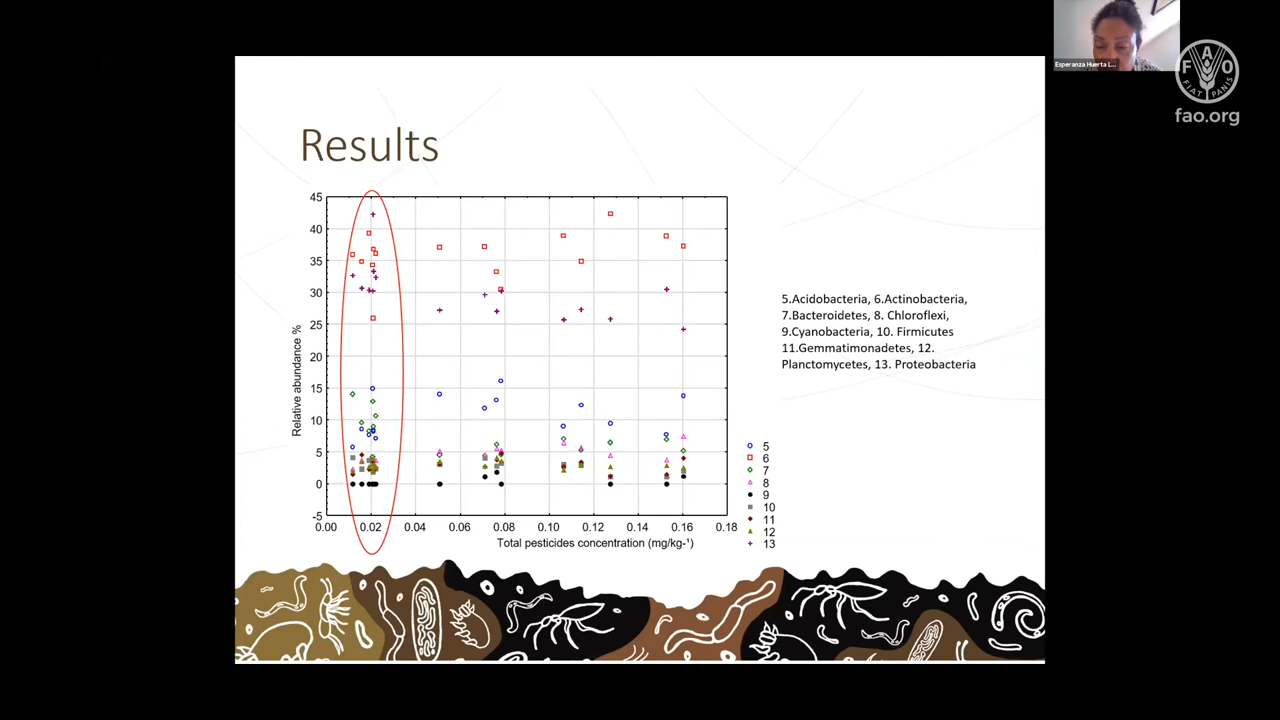 Esperanza Huerta L...
F A O
FIAT PANIS
fao.org
Results
45
40
35
30
25
20
15
10
5
0
-5
Relative abundance %
0.00 0.02 0.04 0.06 0.08 0.10 0.12 0.14 0.16 0.18
Total pesticides concentration (mg/kg-¹)
5.Acidobacteria, 6.Actinobacteria,
7.Bacteroidetes, 8. Chloroflexi,
9.Cyanobacteria, 10. Firmicutes
11.Gemmatimonadetes, 12.
Planctomycetes, 13. Proteobacteria
5
6
7
8
9
10
11
12
13